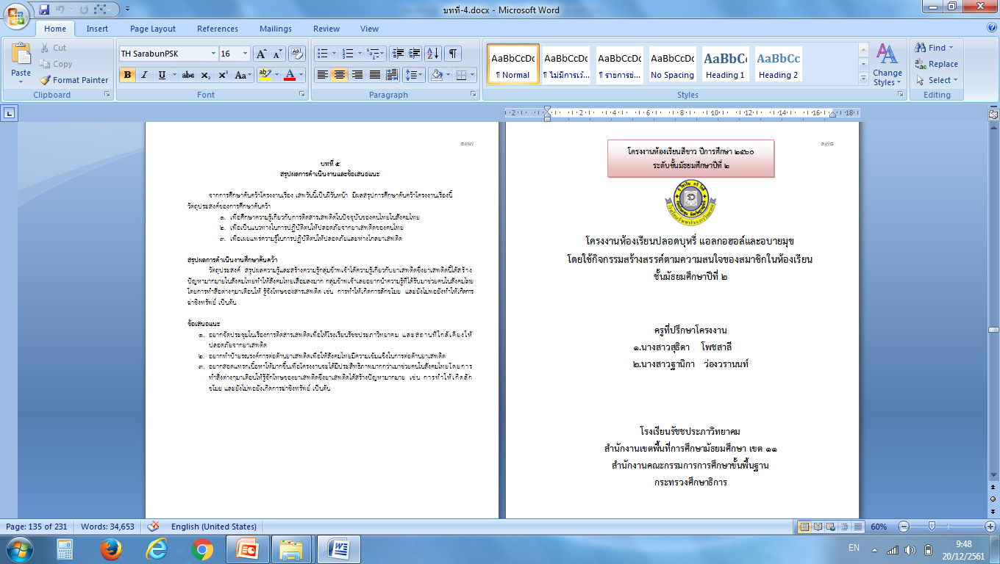 บทที่-4.docx - Microsoft Word
Home Insert Page Layout References Mailings Review View
Paste
Cut
Copy
Format Painter
Clipboard
TH SarabunPSK 16
Font
Paragraph
AaBbCcDc AaBbCcDc AaBbCcDc AaBbCcDc AaBbC AaBbCc
¶ Normal ¶ ไม่มีการเว้... ¶ รายการย่... No Spacing Heading 1 Heading 2
Change Styles
Styles
Find
Replace
Select
Editing
2 2 4 6 8 10 12 14 16 18
๑๗๗
บทที่ ๕
สรุปผลการดำเนินงานและข้อเสนอแนะ
จากการศึกษาค้นคว้าโครงงานเรื่อง เสพวันนี้เป็นผีวันหน้า มีผลสรุปการศึกษาค้นคว้าโครงงานเรื่องนี้
วัตถุประสงค์ของการศึกษาค้นคว้า
๑. เพื่อศึกษาความรู้เกี่ยวกับการติดสารเสพติดในปัจจุบันของคนไทยในสังคมไทย
๒. เพื่อเป็นแนวทางในการปฏิบัติตนให้ปลอดภัยจากยาเสพติดของคนไทย
๓. เพื่อเผยแพร่ความรู้ในการปฏิบัติตนให้ปลอดภัยและห่างไกลยาเสพติด
สรุปผลการดำเนินงานศึกษาค้นคว้า
วัตถุประสงค์ สรุปผลความรู้และสร้างความรู้กลุ่มข้าพเจ้าได้ความรู้เกี่ยวกับยาเสพติดซึ่งยาเสพติดนี้ได้สร้าง
ปัญหามากมายในสังคมไทยทำให้สังคมไทยเสื่อมลงมาก กลุ่มข้าพเจ้าเลยอยากนำความรู้ที่ได้รับมาช่วยคนในสังคมไทย
โดยการทำสื่อต่างๆมาเตือนให้ รู้จังโทษของสารเสพติด เช่น การทำให้เกิดการลักขโมย และยังไม่พอยังทำให้เกิดการ
ฆ่าชิงทรัพย์ เป็นต้น
ข้อเสนอแนะ
๑. อยากจัดประชุมในเรื่องการติดสารเสพติดเพื่อให้โรงเรียนรัชชประภาวิทยาคม และสถานที่ใกล้เคียงให้
ปลอดภัยจากยาเสพติด
๒. อยากทำป้ายรณรงค์การต่อต้านยาเสพติดเพื่อให้สังคมไทยมีความเข้มแข็งในการต่อต้านยาเสพติด
๓. อยากสอดแทรกเนื้อหาให้มากขึ้นเพื่อโครงงานจะได้มีประสิทธิภาพมากกว่าเมาช่วยคนในสังคมไทยโดยการ
ทำสิ่งต่างๆมาเตือนให้รู้จักโทษของยาเสพติดซึ่งยาเสพติดได้สร้างปัญหามากมาย เช่น การทำให้เกิดลัก
ขโมย และยังไม่พอยังเกิดการฆ่าชิงทรัพย์ เป็นต้น
๑๗๘
โครงงานห้องเรียนสีขาว ปีการศึกษา ๒๕๖๐
ระดับชั้นมัธยมศึกษาปีที่ ๒
โครงงานห้องเรียนปลอดบุหรี่ แอลกอฮอล์และอบายมุข
โดยใช้กิจกรรมสร้างสรรค์ตามความสนใจของสมาชิกในห้องเรียน
ชั้นมัธยมศึกษาปีที่ ๒
ครูที่ปรึกษาโครงงาน
๑.นางสาวสุธิดา โพชสาลี
๒.นางสาวฐานิกา ว่องวรานนท์
โรงเรียนรัชชประภาวิทยาคม
สำนักงานเขตพื้นที่การศึกษามัธยมศึกษา เขต ๑๑
สำนักงานคณะกรรมการการศึกษาขั้นพื้นฐาน
กระทรวงศึกษาธิการ
Page: 135 of 231 Words: 34,653 English (United States) 60%
EN 9:48
20/12/2561